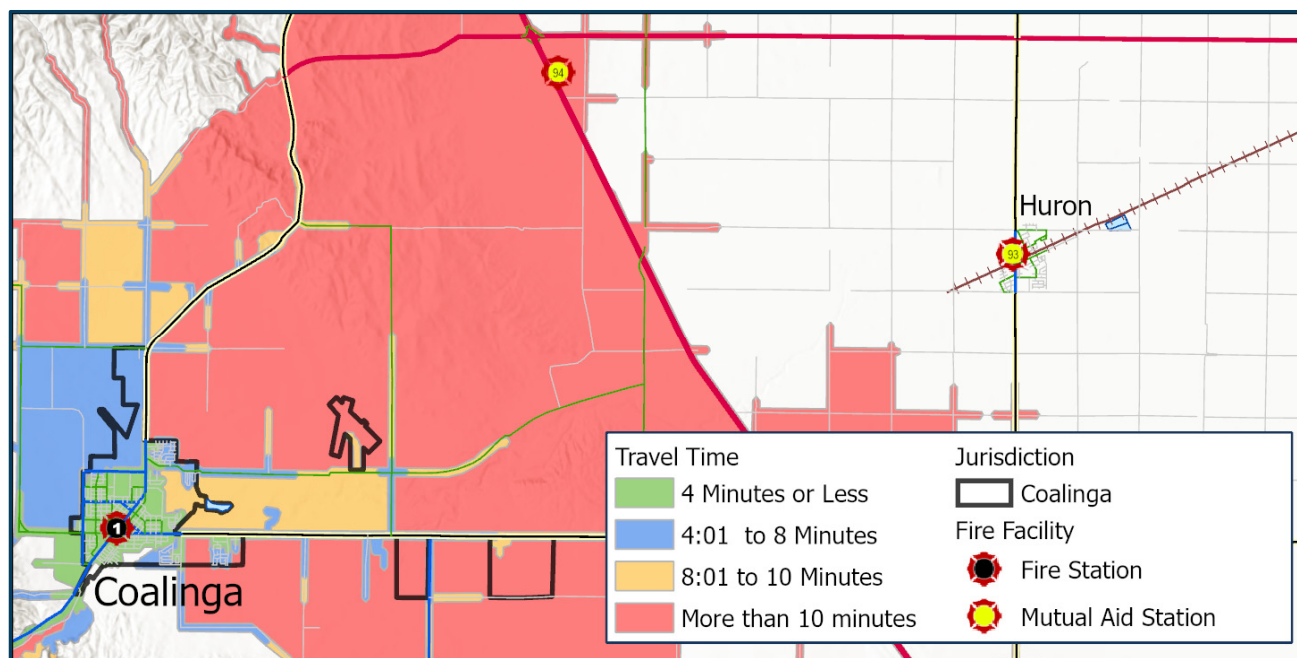 94
Huron
93
1
Coalinga
Travel Time
4 Minutes or Less
4:01 to 8 Minutes
8:01 to 10 Minutes
More than 10 minutes
Jurisdiction
Coalinga
Fire Facility
Fire Station
Mutual Aid Station